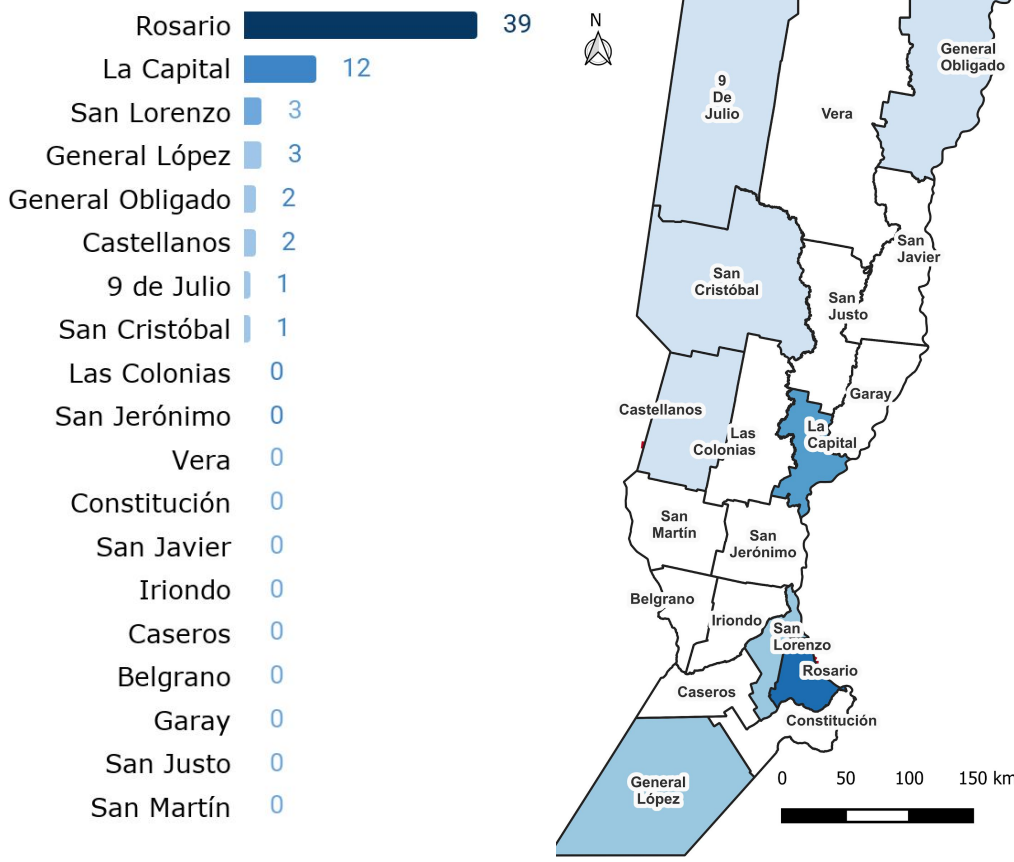 Rosario 39
La Capital 12
San Lorenzo 3
General López 3
General Obligado 2
Castellanos 2
9 de Julio 1
San Cristóbal 1
Las Colonias 0
San Jerónimo 0
Vera 0
Constitución 0
San Javier 0
Iriondo 0
Caseros 0
Belgrano 0
Garay 0
San Justo 0
San Martín 0
N
General
Obligado
9
De
Julio
Vera
San
Javier
San
Cristóbal
San
Justo
Garay
Castellanos
La
Capital
Las
Colonias
San
Martín
San
Jerónimo
Belgrano
Iriondo
San
Lorenzo
Rosario
Caseros
Constitución
General
López
0 50 100 150 km